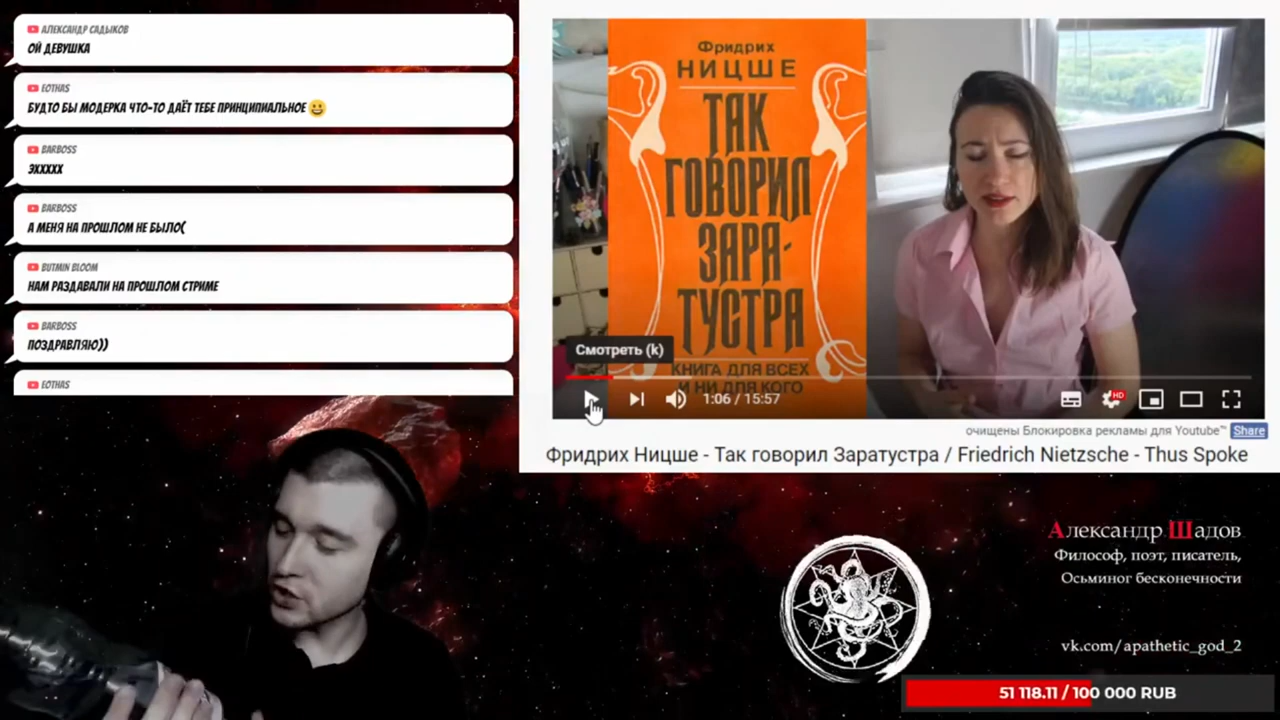 АЛЕКСАНДР САДЫКОВ
ОЙ ДЕВУШКА
EOTHAS
БУДТО БЫ МОДЕРКА ЧТО-ТО ДАЁТ ТЕБЕ ПРИНЦИПИАЛЬНОЕ 😀
BARBOSS
ЭХХХХХ
BARBOSS
А МЕНЯ НА ПРОШЛОМ НЕ БЫЛО(
BUTMIN BLOOM
НАМ РАЗДАВАЛИ НА ПРОШЛОМ СТРИМЕ
BARBOSS
ПОЗДРАВЛЯЮ))
EOTHAS
Фридрих
НИЦШЕ
ТАК
ГОВОРИЛ
ЗАРА-
ТУСТРА
КНИГА ДЛЯ ВСЕХ
И НИ ДЛЯ КОГО
Смотреть (k)
1:06 / 15:57
HD
очищены Блокировка рекламы для Youtube™ Share
Фридрих Ницше - Так говорил Заратустра / Friedrich Nietzsche - Thus Spoke
Александр Шадов
Философ, поэт, писатель,
Осьминог бесконечности
vk.com/apathetic_god_2
51 118.11 / 100 000 RUB